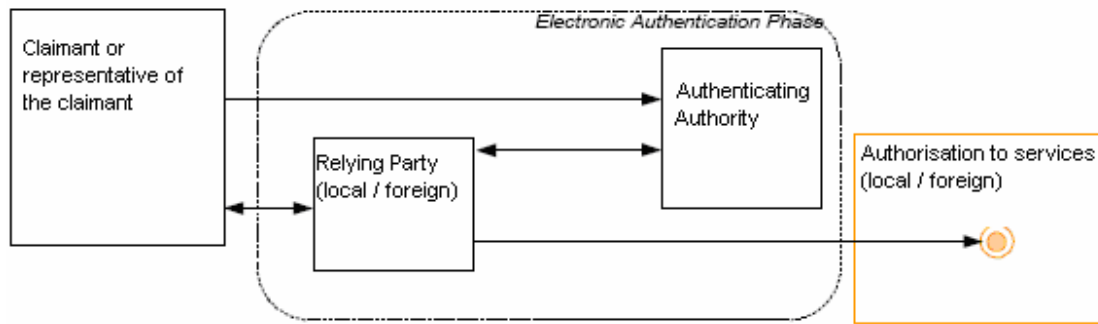 Electronic Authentication Phase
Claimant or
representative of
the claimant
Authenticating
Authority
Relying Party
(local / foreign)
Authorisation to services
(local / foreign)